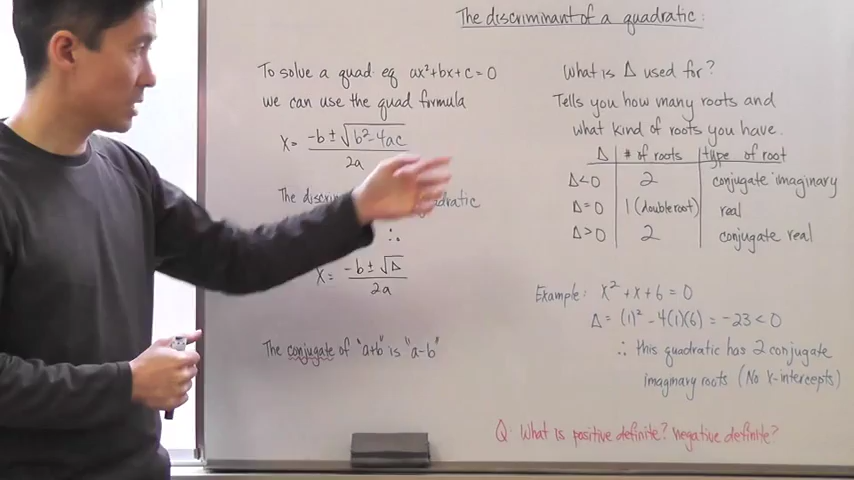 The discriminant of a quadratic:
To solve a quad. eq ax²+bx+c=0
we can use the quad formula
x = -b ± √b²-4ac / 2a
The
∴
x = -b ± √Δ / 2a
The conjugate of "a+b" is "a-b"
What is Δ used for?
Tells you how many roots and
what kind of roots you have.
Δ # of roots type of root
Δ<0 2 conjugate imaginary
Δ=0 1 (double root) real
Δ>0 2 conjugate real
Example: x²+x+6=0
Δ= (1)² - 4(1)(6) = -23 < 0
∴ this quadratic has 2 conjugate
imaginary roots (No x-intercepts)
Q: What is positive definite? negative definite?